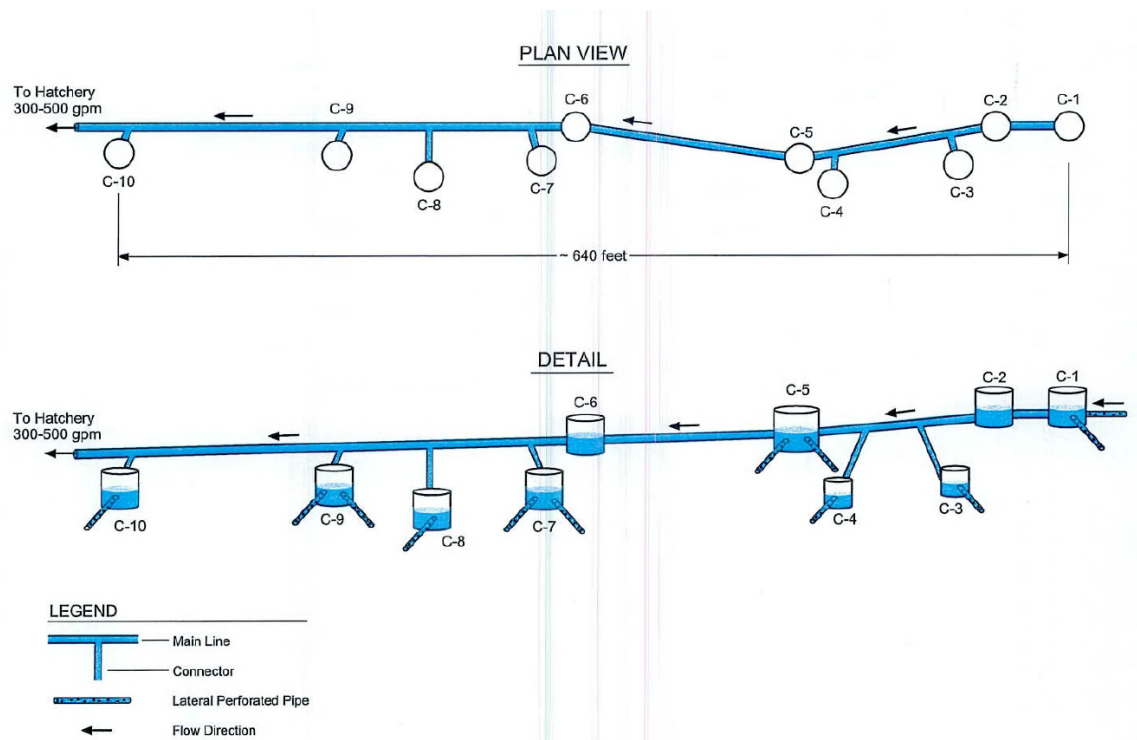 PLAN VIEW
To Hatchery
300-500 gpm
C-9
C-6
C-2
C-1
C-5
C-10
C-8
C-7
C-4
C-3
~ 640 feet
DETAIL
To Hatchery
300-500 gpm
C-6
C-5
C-2
C-1
C-10
C-9
C-8
C-7
C-4
C-3
LEGEND
Main Line
Connector
Lateral Perforated Pipe
Flow Direction